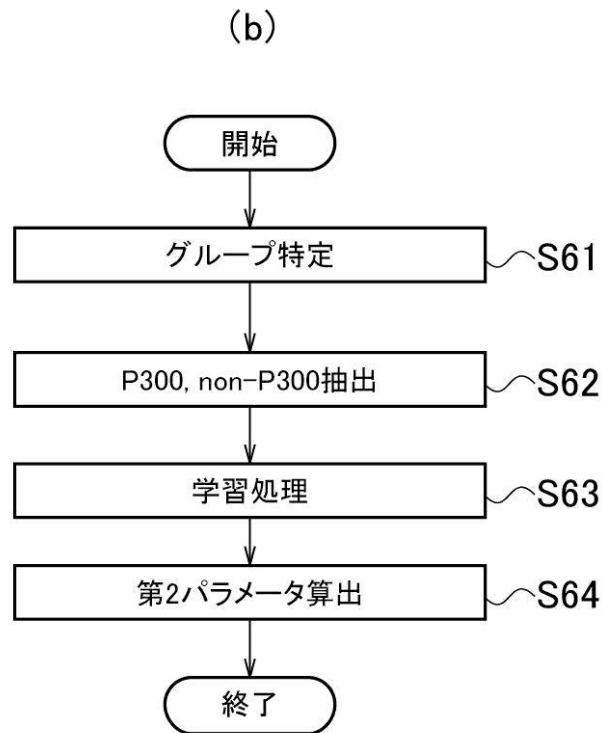 (b)
開始
グループ特定
S61
P300, non-P300抽出
S62
学習処理
S63
第2パラメータ算出
S64
終了